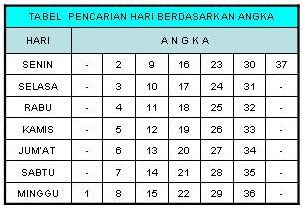 TABEL PENCARIAN HARI BERDASARKAN ANGKA
HARI A N G K A
SENIN - 2 9 16 23 30 37
SELASA - 3 10 17 24 31 -
RABU - 4 11 18 25 32 -
KAMIS - 5 12 19 26 33 -
JUM'AT - 6 13 20 27 34 -
SABTU - 7 14 21 28 35 -
MINGGU 1 8 15 22 29 36 -